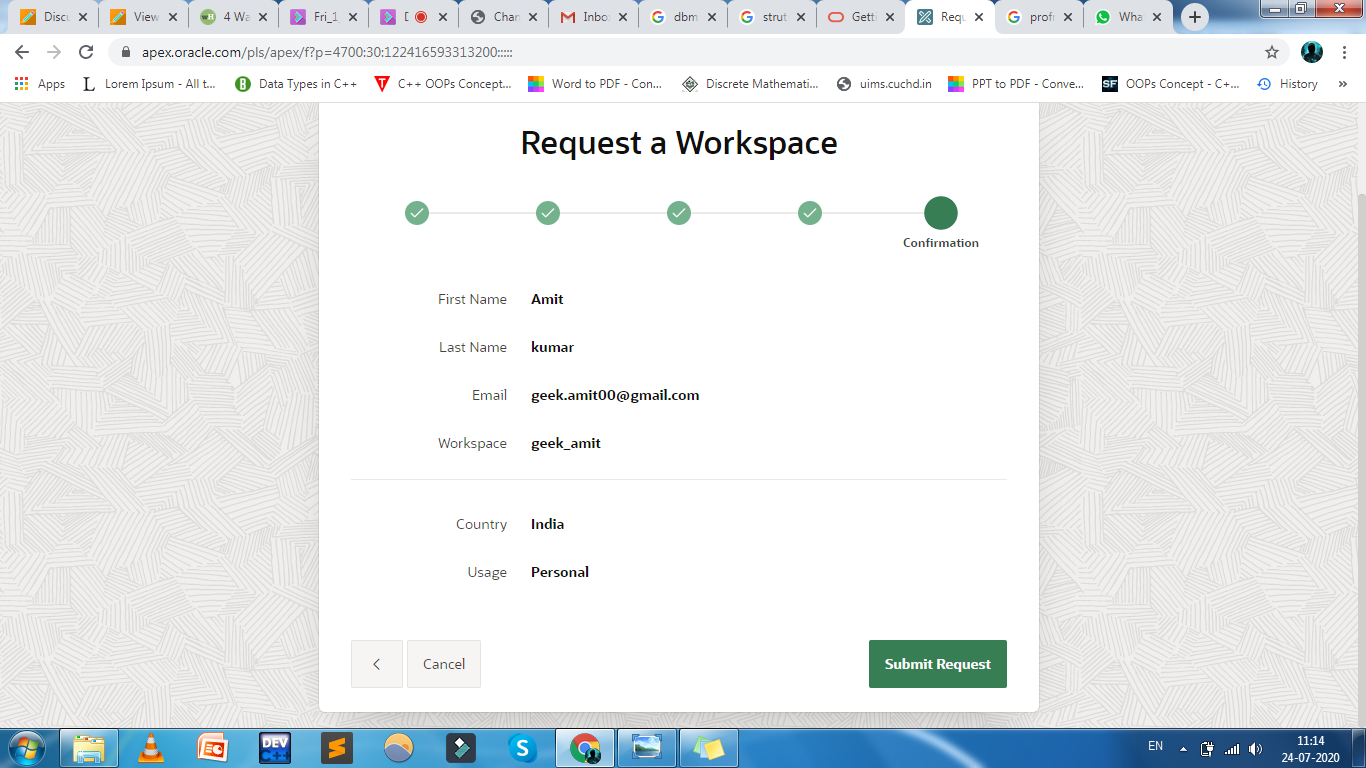 Discu
View
4 Wa
Fri_1
Chan
Inbo
dbm
strut
Getti
Requ
profi
Wha
apex.oracle.com/pls/apex/f?p=4700:30:122416593313200:::::
Apps
Lorem Ipsum - All t...
Data Types in C++
C++ OOPs Concept...
Word to PDF - Con...
Discrete Mathemati...
uims.cuchd.in
PPT to PDF - Conve...
OOPs Concept - C+...
History
»
Request a Workspace
Confirmation
First Name Amit
Last Name kumar
Email geek.amit00@gmail.com
Workspace geek_amit
Country India
Usage Personal
Cancel
Submit Request
EN
11:14
24-07-2020